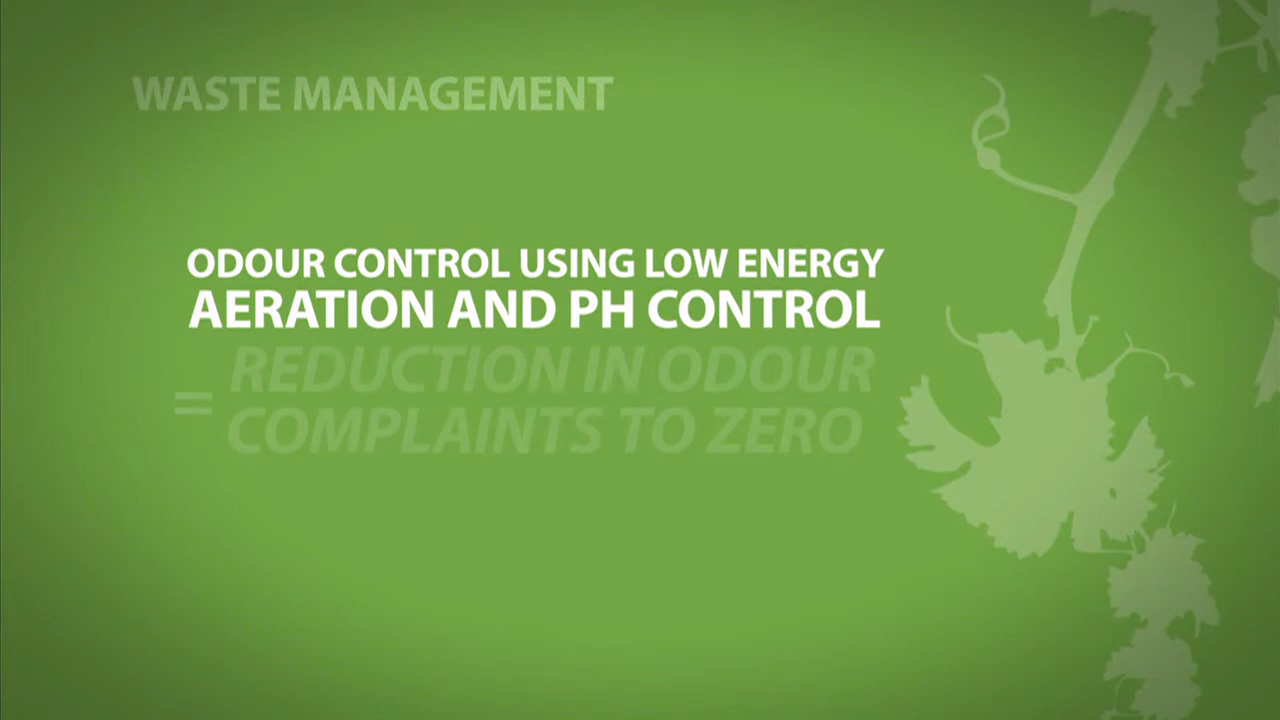 WASTE MANAGEMENT
ODOUR CONTROL USING LOW ENERGY
AERATION AND PH CONTROL
= REDUCTION IN ODOUR
COMPLAINTS TO ZERO